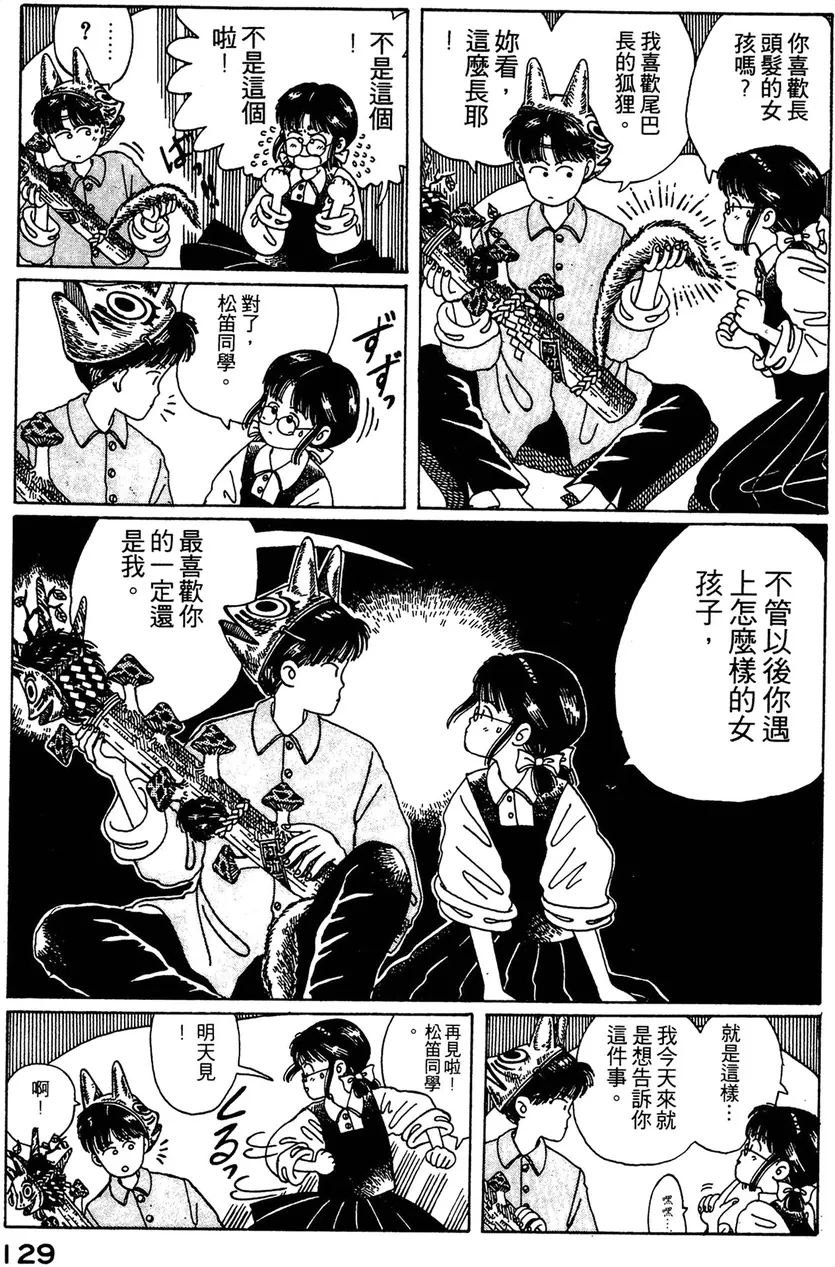 你喜歡長
頭髮的女
孩嗎?
我喜歡尾巴
長的狐狸。
妳看,
這麼長耶
!
不是這個
!
不是這個
啦!
……
?
ばっ
對了,
松笛同學。
ずずっ
不管以後你遇
上怎麼樣的女
孩子,
最喜歡你
的一定還
是我。
就是這樣…
我今天來就
是想告訴你
這件事。
嘿嘿…
再見啦!
松笛同學
。
くるっ
明天見
!
啊!
129